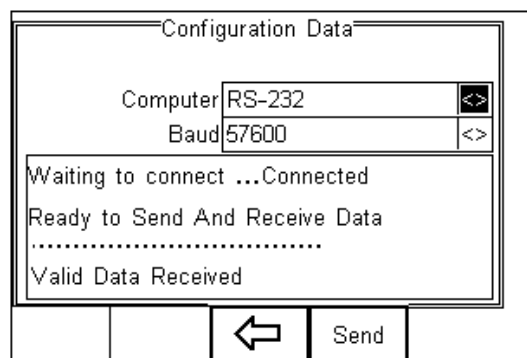 Configuration Data
Computer RS-232 <>
Baud 57600 <>
Waiting to connect ...Connected
Ready to Send And Receive Data
..................................
Valid Data Received
Send